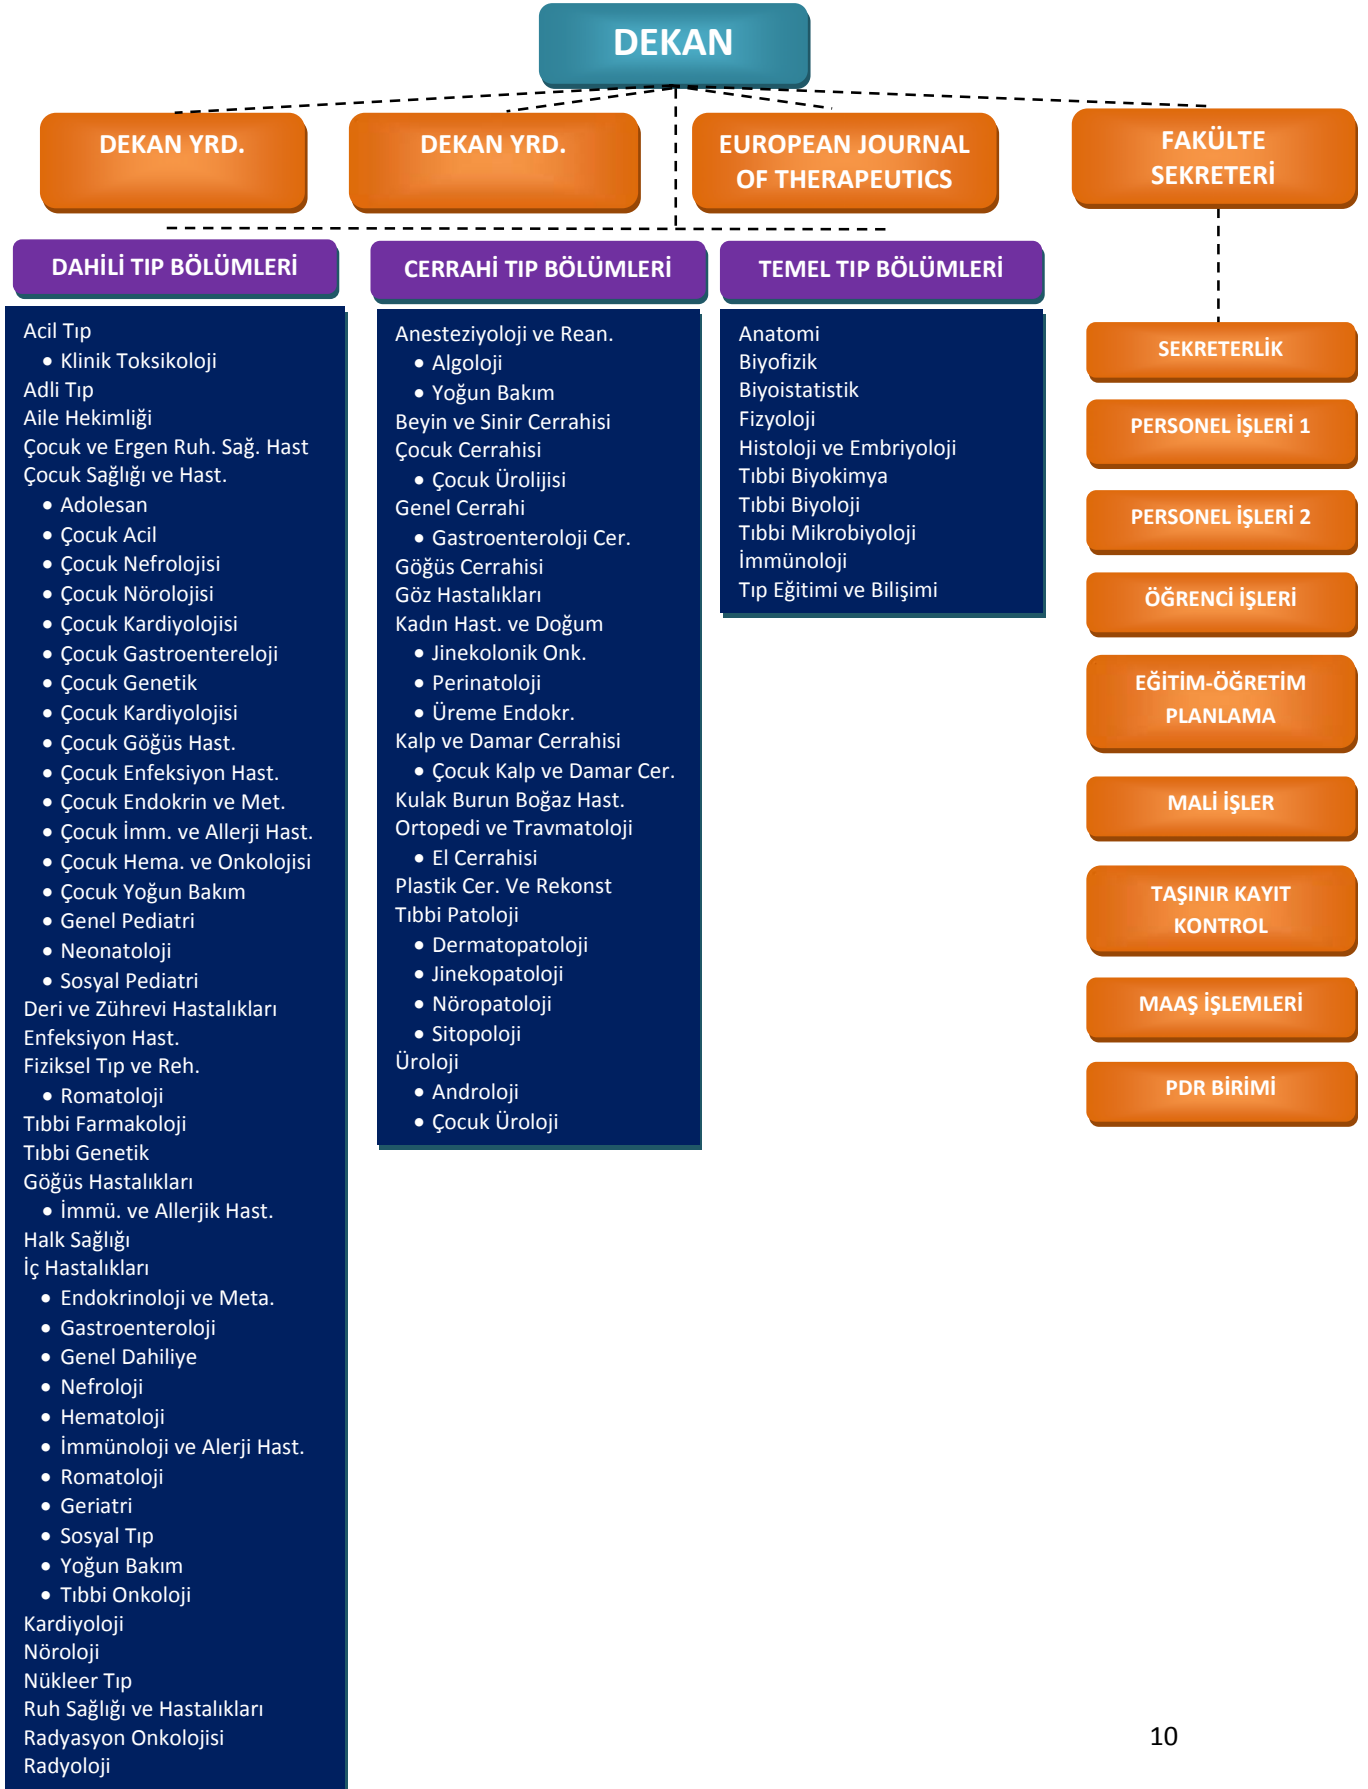 DEKAN
DEKAN YRD.
DEKAN YRD.
EUROPEAN JOURNAL
OF THERAPEUTICS
FAKÜLTE
SEKRETERİ
DAHİLİ TIP BÖLÜMLERİ
Acil Tıp
• Klinik Toksikoloji
Adli Tıp
Aile Hekimliği
Çocuk ve Ergen Ruh. Sağ. Hast
Çocuk Sağlığı ve Hast.
• Adolesan
• Çocuk Acil
• Çocuk Nefrolojisi
• Çocuk Nörolojisi
• Çocuk Kardiyolojisi
• Çocuk Gastroentereloji
• Çocuk Genetik
• Çocuk Kardiyolojisi
• Çocuk Göğüs Hast.
• Çocuk Enfeksiyon Hast.
• Çocuk Endokrin ve Met.
• Çocuk İmm. ve Allerji Hast.
• Çocuk Hema. ve Onkolojisi
• Çocuk Yoğun Bakım
• Genel Pediatri
• Neonatoloji
• Sosyal Pediatri
Deri ve Zührevi Hastalıkları
Enfeksiyon Hast.
Fiziksel Tıp ve Reh.
• Romatoloji
Tıbbi Farmakoloji
Tıbbi Genetik
Göğüs Hastalıkları
• İmmü. ve Allerjik Hast.
Halk Sağlığı
İç Hastalıkları
• Endokrinoloji ve Meta.
• Gastroenteroloji
• Genel Dahiliye
• Nefroloji
• Hematoloji
• İmmünoloji ve Alerji Hast.
• Romatoloji
• Geriatri
• Sosyal Tıp
• Yoğun Bakım
• Tıbbi Onkoloji
Kardiyoloji
Nöroloji
Nükleer Tıp
Ruh Sağlığı ve Hastalıkları
Radyasyon Onkolojisi
Radyoloji
CERRAHİ TIP BÖLÜMLERİ
Anesteziyoloji ve Rean.
• Algoloji
• Yoğun Bakım
Beyin ve Sinir Cerrahisi
Çocuk Cerrahisi
• Çocuk Ürolijisi
Genel Cerrahi
• Gastroenteroloji Cer.
Göğüs Cerrahisi
Göz Hastalıkları
Kadın Hast. ve Doğum
• Jinekolonik Onk.
• Perinatoloji
• Üreme Endokr.
Kalp ve Damar Cerrahisi
• Çocuk Kalp ve Damar Cer.
Kulak Burun Boğaz Hast.
Ortopedi ve Travmatoloji
• El Cerrahisi
Plastik Cer. Ve Rekonst
Tıbbi Patoloji
• Dermatopatoloji
• Jinekopatoloji
• Nöropatoloji
• Sitopoloji
Üroloji
• Androloji
• Çocuk Üroloji
TEMEL TIP BÖLÜMLERİ
Anatomi
Biyofizik
Biyoistatistik
Fizyoloji
Histoloji ve Embriyoloji
Tıbbi Biyokimya
Tıbbi Biyoloji
Tıbbi Mikrobiyoloji
İmmünoloji
Tıp Eğitimi ve Bilişimi
SEKRETERLİK
PERSONEL İŞLERİ 1
PERSONEL İŞLERİ 2
ÖĞRENCİ İŞLERİ
EĞİTİM-ÖĞRETİM
PLANLAMA
MALİ İŞLER
TAŞINIR KAYIT
KONTROL
MAAŞ İŞLEMLERİ
PDR BİRİMİ
10